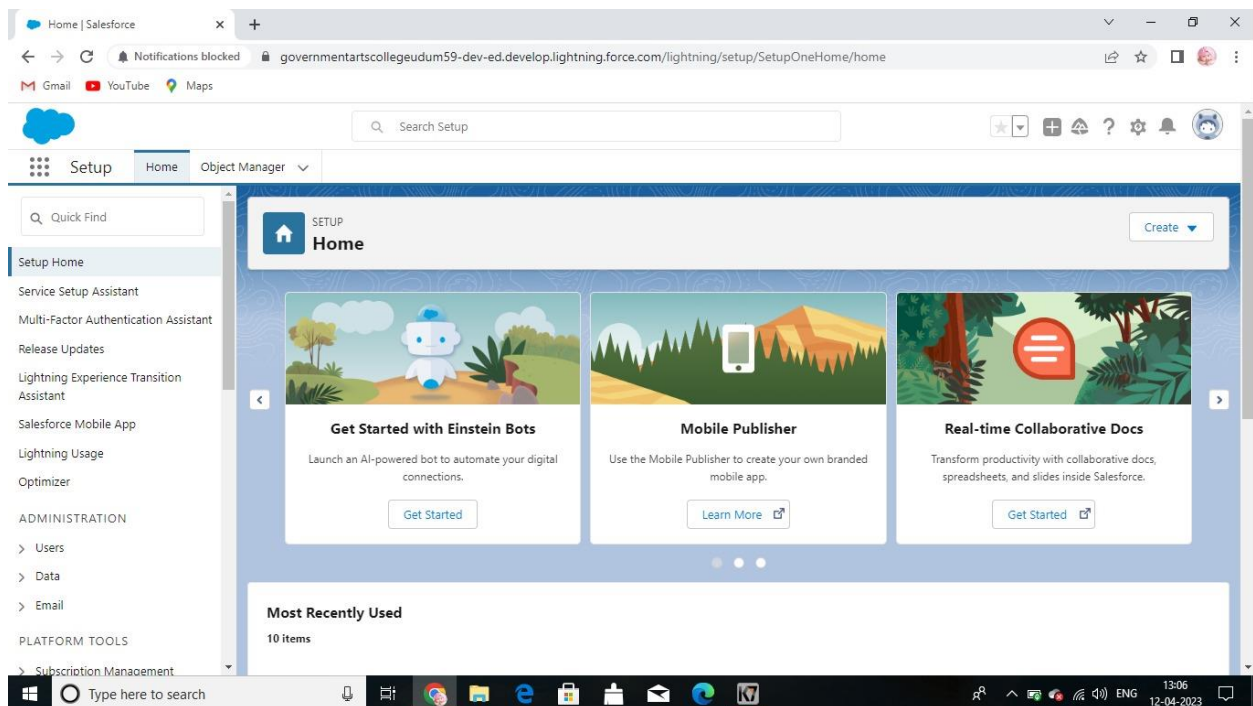 Home | Salesforce
Notifications blocked
governmentartscollegeudum59-dev-ed.develop.lightning.force.com/lightning/setup/SetupOneHome/home
Gmail
YouTube
Maps
Search Setup
Setup
Home
Object Manager
Quick Find
Setup Home
Service Setup Assistant
Multi-Factor Authentication Assistant
Release Updates
Lightning Experience Transition
Assistant
Salesforce Mobile App
Lightning Usage
Optimizer
ADMINISTRATION
Users
Data
Email
PLATFORM TOOLS
Subscription Management
SETUP
Home
Create
Get Started with Einstein Bots
Launch an AI-powered bot to automate your digital
connections.
Get Started
Mobile Publisher
Use the Mobile Publisher to create your own branded
mobile app.
Learn More
Real-time Collaborative Docs
Transform productivity with collaborative docs,
spreadsheets, and slides inside Salesforce.
Get Started
Most Recently Used
10 items
Type here to search
ENG
13:06
12-04-2023